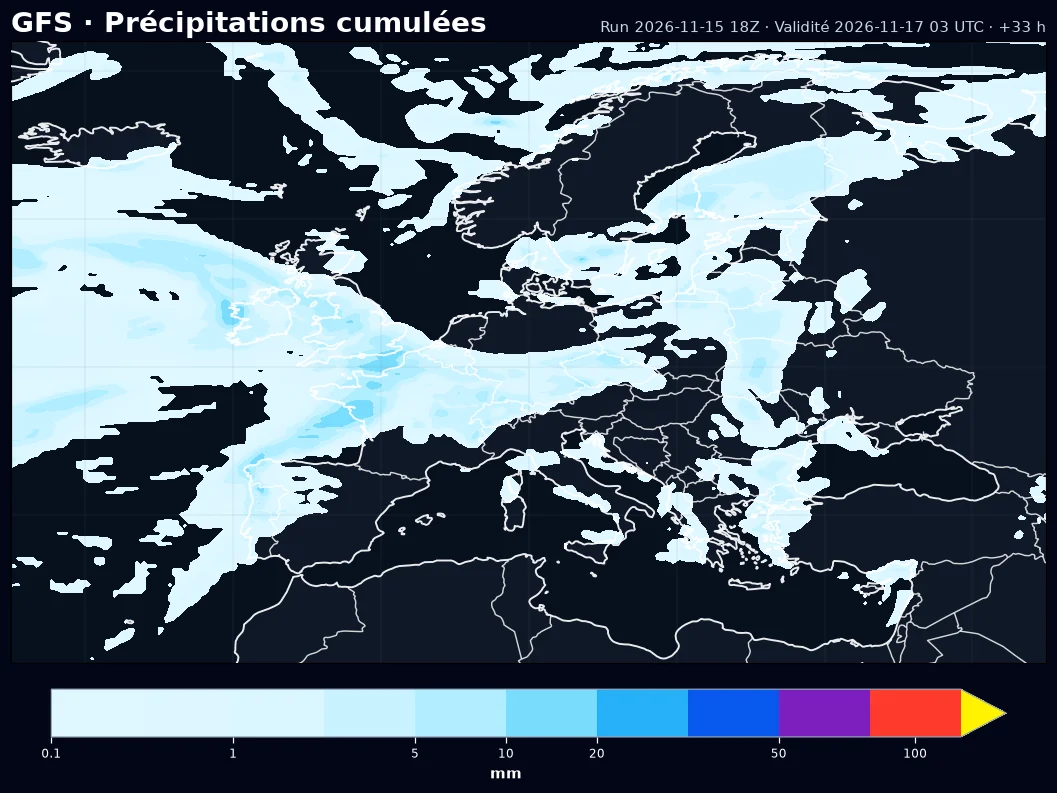 GFS · Précipitations cumulées
Run 2026-11-15 18Z · Validité 2026-11-17 03 UTC · +33 h
0.1 1 5 10 20 50 100
mm